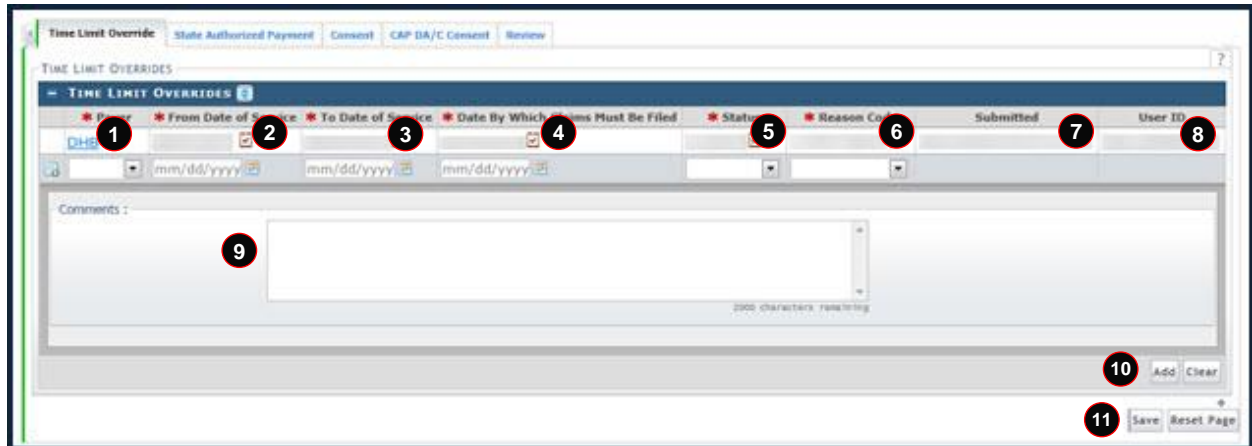 Time Limit Override State Authorized Payment Consent CAP DA/C Consent Review
?
TIME LIMIT OVERRIDES
− TIME LIMIT OVERRIDES
* Payer * From Date of Service * To Date of Service * Date By Which Claims Must Be Filed * Status * Reason Code Submitted User ID
1 2 3 4 5 6 7 8
DHB
mm/dd/yyyy mm/dd/yyyy mm/dd/yyyy
Comments :
9
2000 characters remaining
10 Add Clear
11 Save Reset Page